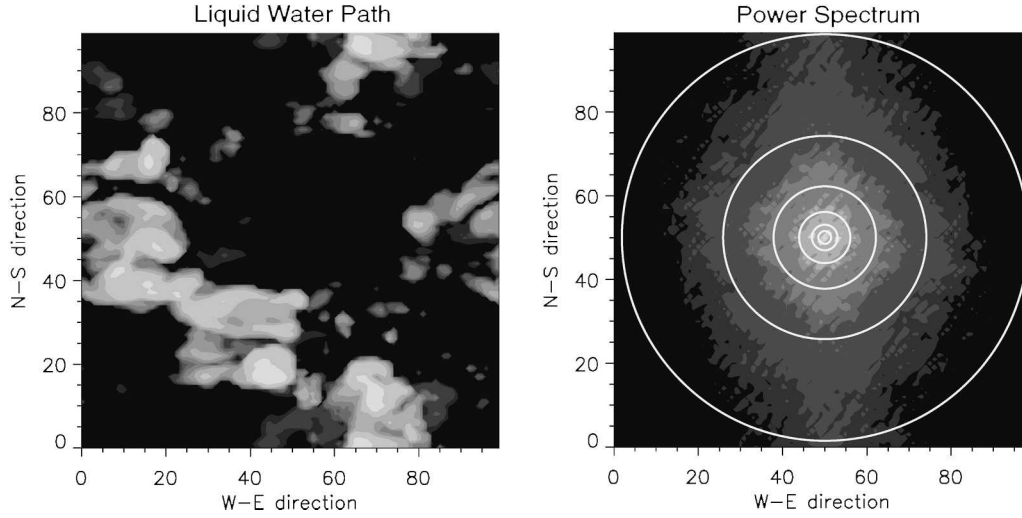 Liquid Water Path
N-S direction
80
60
40
20
0
0 20 40 60 80
W-E direction
Power Spectrum
N-S direction
80
60
40
20
0
0 20 40 60 80
W-E direction